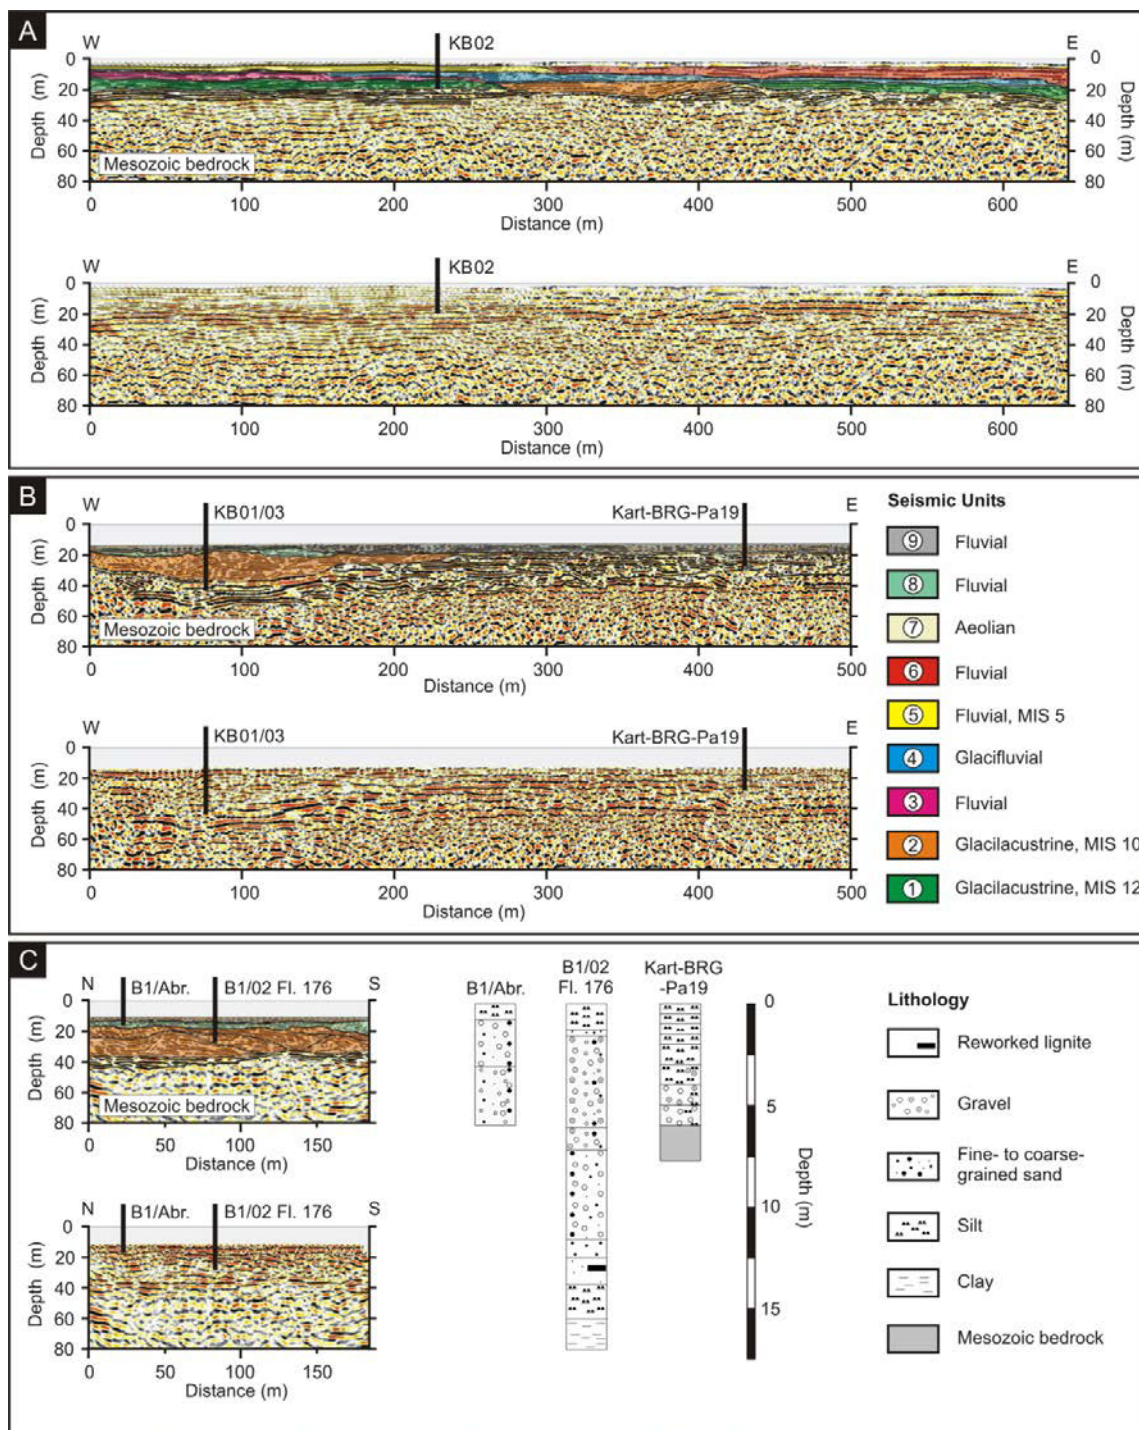 A
W
KB02
E
0
20
40
60
80
Depth (m)
Mesozoic bedrock
0
20
40
60
80
Depth (m)
0
100
200
300
400
500
600
Distance (m)
W
KB02
E
0
20
40
60
80
Depth (m)
0
20
40
60
80
Depth (m)
0
100
200
300
400
500
600
Distance (m)
B
W
KB01/03
Kart-BRG-Pa19
E
0
20
40
60
80
Depth (m)
Mesozoic bedrock
0
100
200
300
400
500
Distance (m)
W
KB01/03
Kart-BRG-Pa19
E
0
20
40
60
80
Depth (m)
0
100
200
300
400
500
Distance (m)
Seismic Units
9 Fluvial
8 Fluvial
7 Aeolian
6 Fluvial
5 Fluvial, MIS 5
4 Glacifluvial
3 Fluvial
2 Glacilacustrine, MIS 10
1 Glacilacustrine, MIS 12
C
N
B1/Abr.
B1/02 Fl. 176
S
0
20
40
60
80
Depth (m)
Mesozoic bedrock
0
50
100
150
Distance (m)
N
B1/Abr.
B1/02 Fl. 176
S
0
20
40
60
80
Depth (m)
0
50
100
150
Distance (m)
B1/Abr.
B1/02
Fl. 176
Kart-BRG
-Pa19
0
5
10
15
Depth (m)
Lithology
Reworked lignite
Gravel
Fine- to coarse-
grained sand
Silt
Clay
Mesozoic bedrock